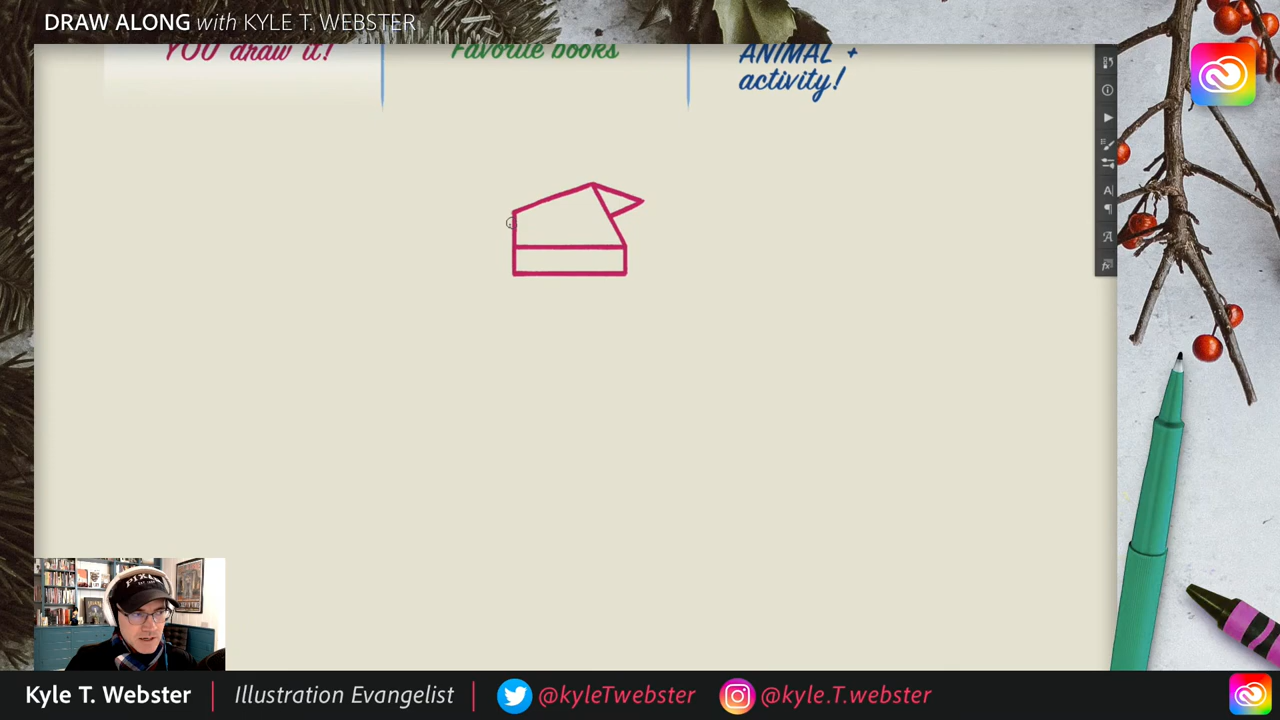 DRAW ALONG with KYLE T. WEBSTER
YOU draw it!
Favorite books
ANIMAL +
activity!
Kyle T. Webster | Illustration Evangelist | @kyleTwebster @kyle.T.webster